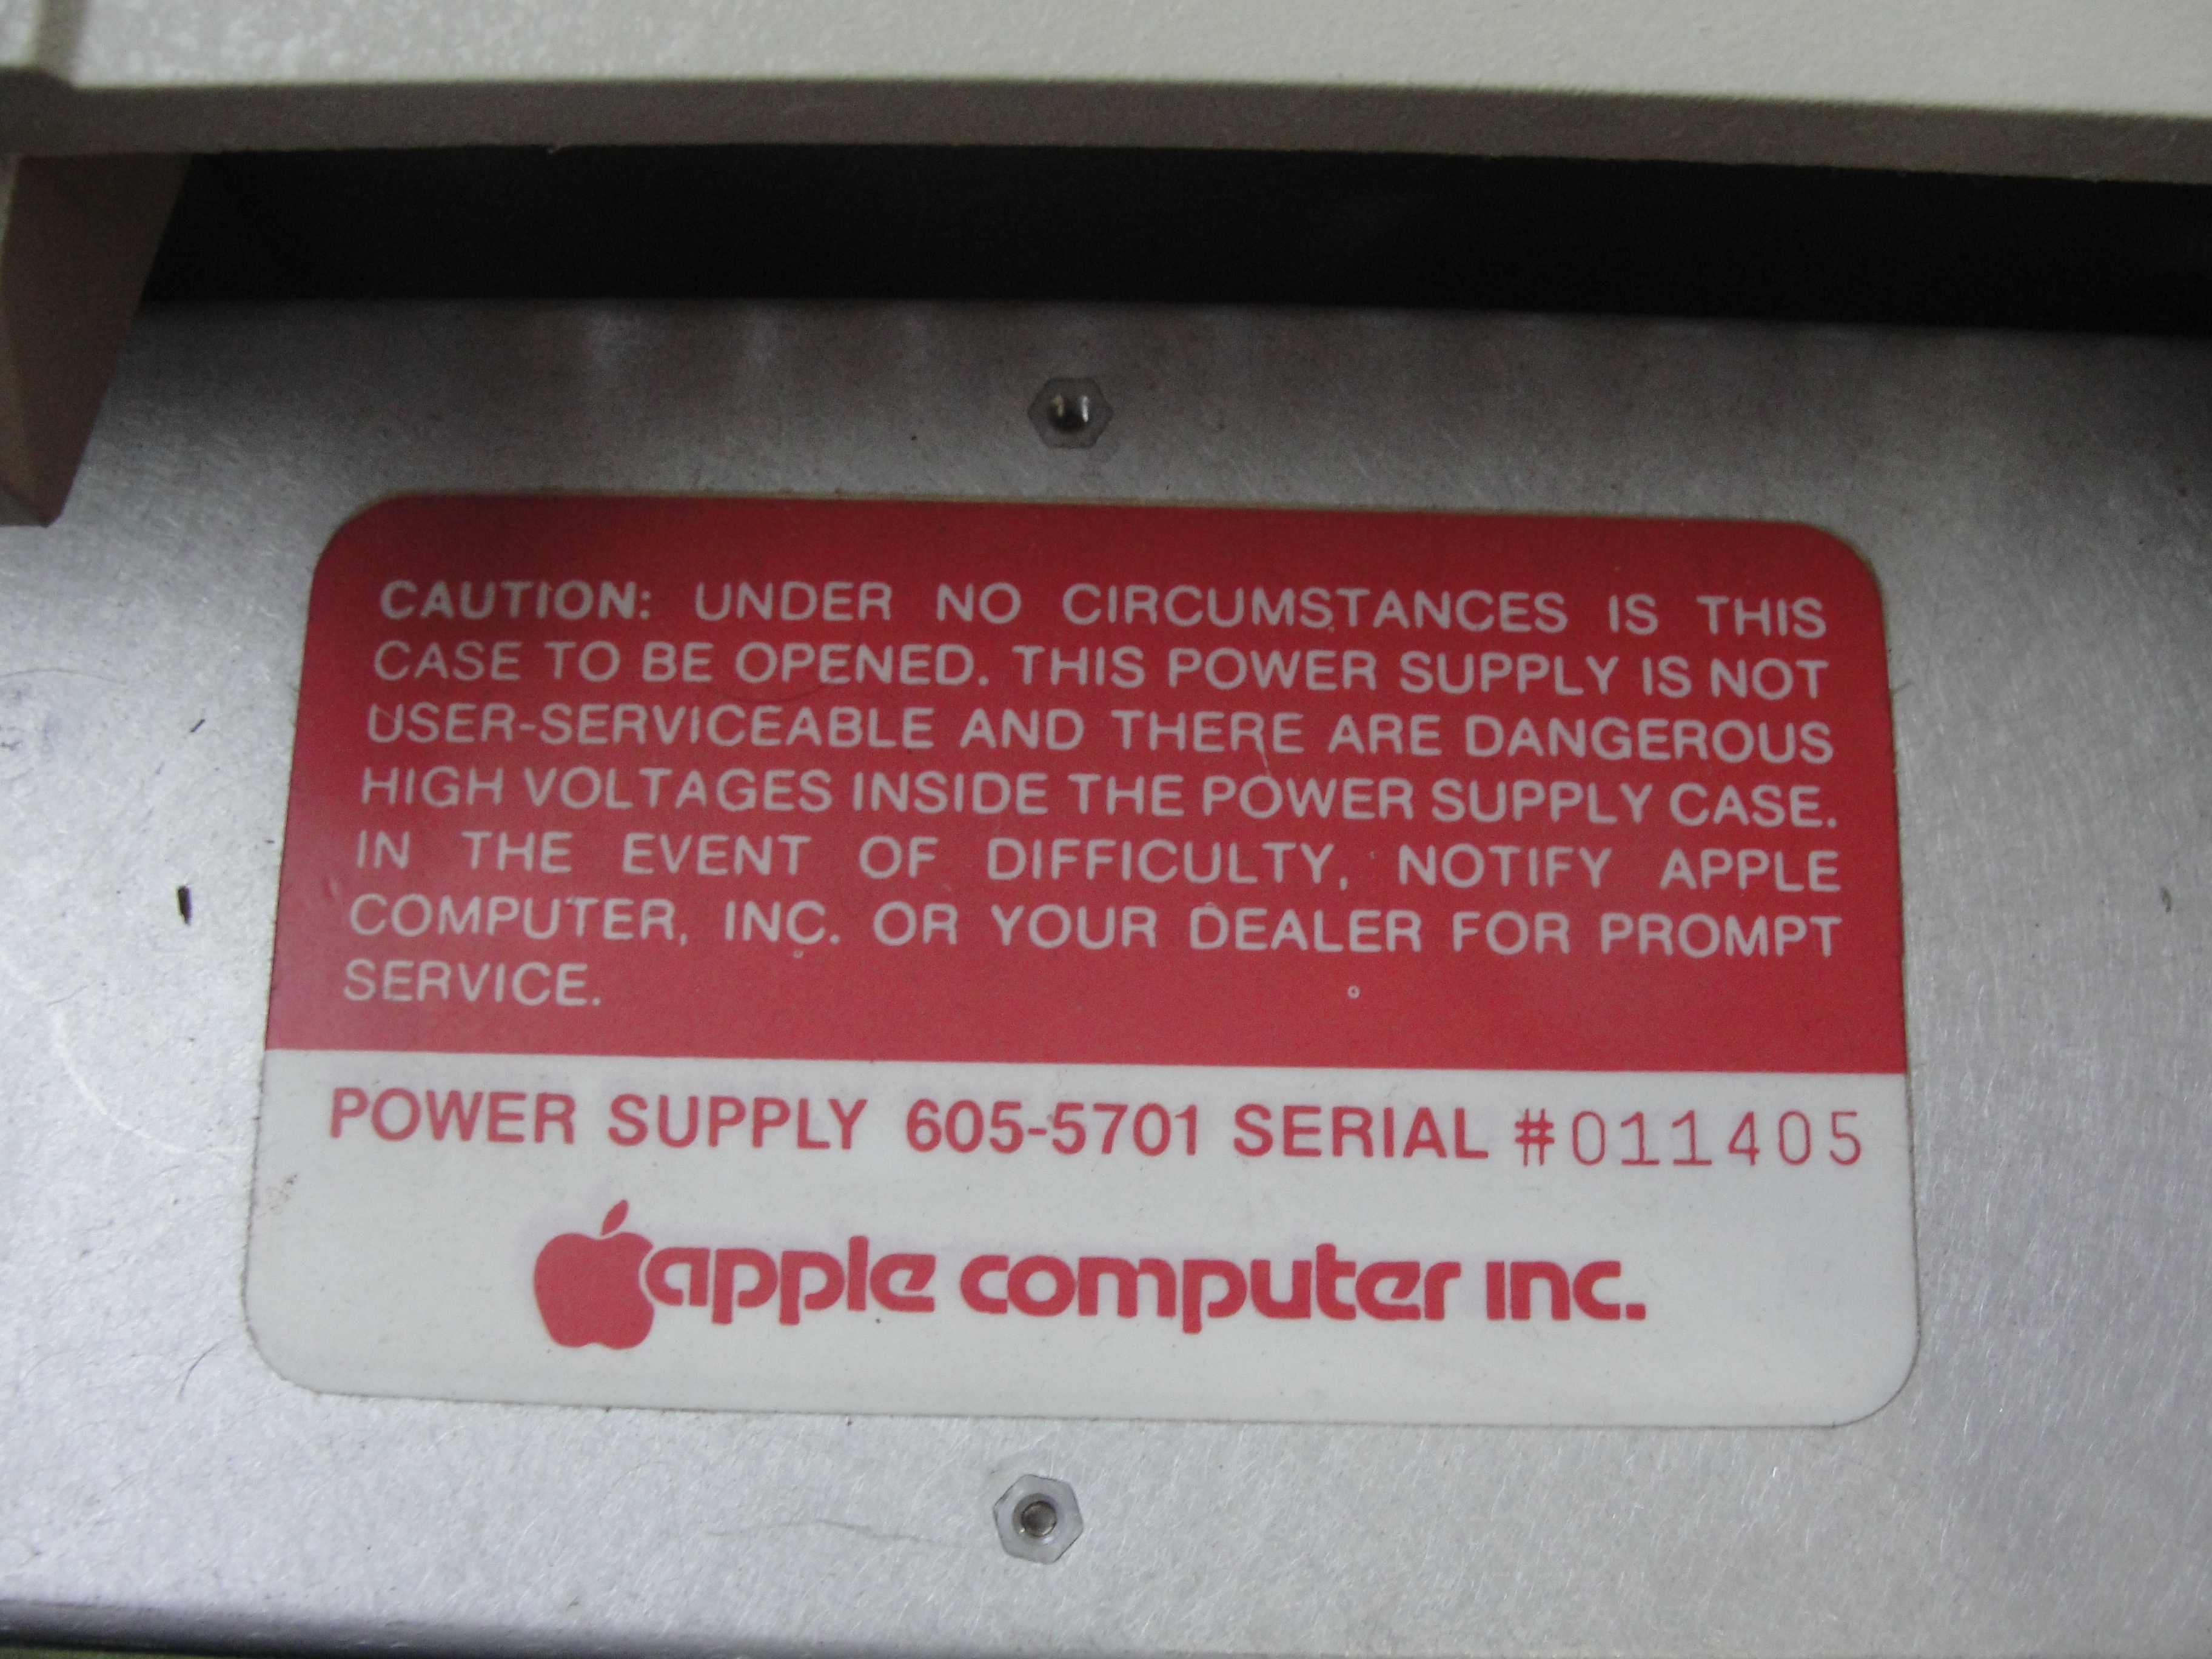 CAUTION: UNDER NO CIRCUMSTANCES IS THIS
CASE TO BE OPENED. THIS POWER SUPPLY IS NOT
USER-SERVICEABLE AND THERE ARE DANGEROUS
HIGH VOLTAGES INSIDE THE POWER SUPPLY CASE.
IN THE EVENT OF DIFFICULTY, NOTIFY APPLE
COMPUTER, INC. OR YOUR DEALER FOR PROMPT
SERVICE.
POWER SUPPLY 605-5701 SERIAL #011405
apple computer inc.